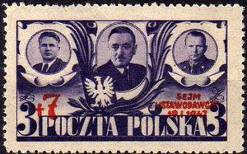 +7
SEJM
USTAWODAWCZY
19 I 1947
3 POCZTA POLSKA 3